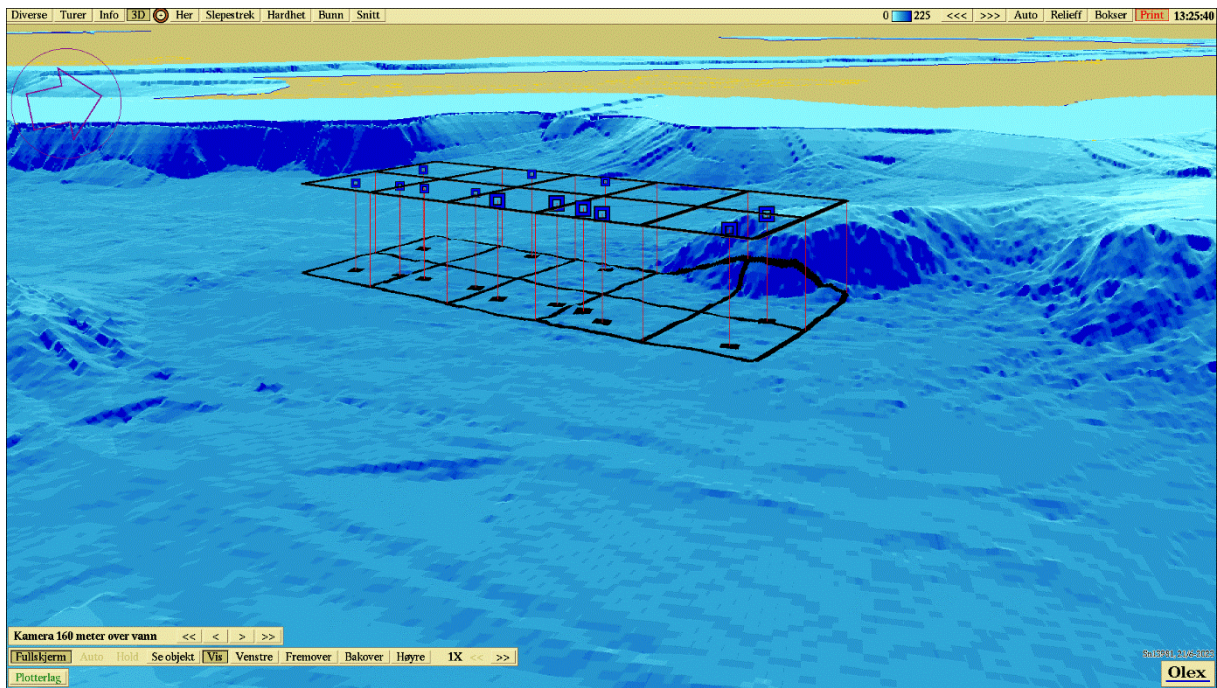 Diverse Turer Info 3D Her Slepestrek Hardhet Bunn Snitt 0 225 <<< >>> Auto Relieff Bokser Print 13:25:40
Kamera 160 meter over vann << < > >>
Fullskjerm Auto Hold Se objekt Vis Venstre Fremover Bakover Høyre 1X << >>
Plotterlag
Olex